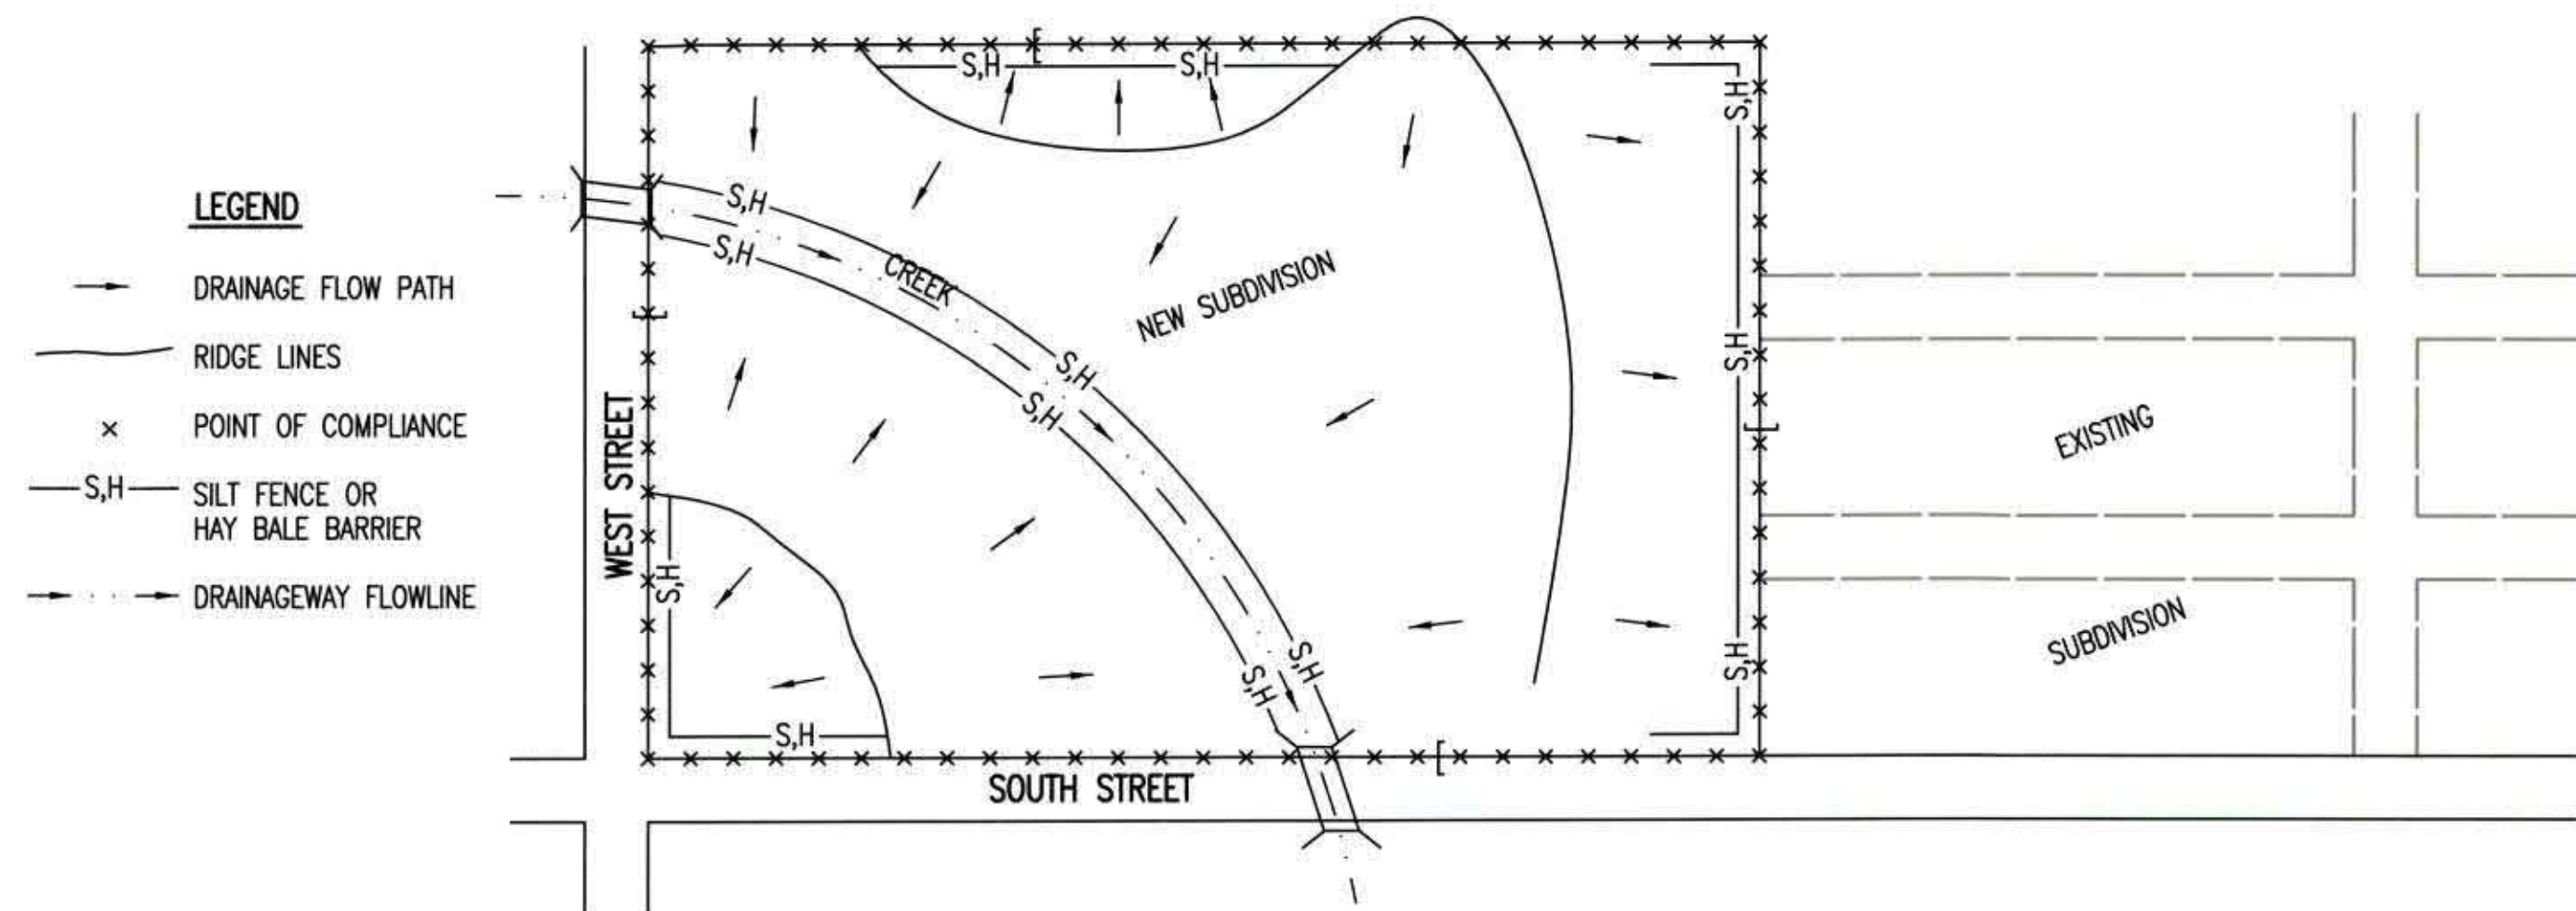 LEGEND
DRAINAGE FLOW PATH
RIDGE LINES
× POINT OF COMPLIANCE
S,H SILT FENCE OR
HAY BALE BARRIER
DRAINAGEWAY FLOWLINE
S,H
S,H
S,H
S,H
S,H
CREEK
NEW SUBDIVISION
S,H
S,H
S,H
WEST STREET
EXISTING
S,H
SUBDIVISION
S,H
S,H
S,H
S,H
SOUTH STREET